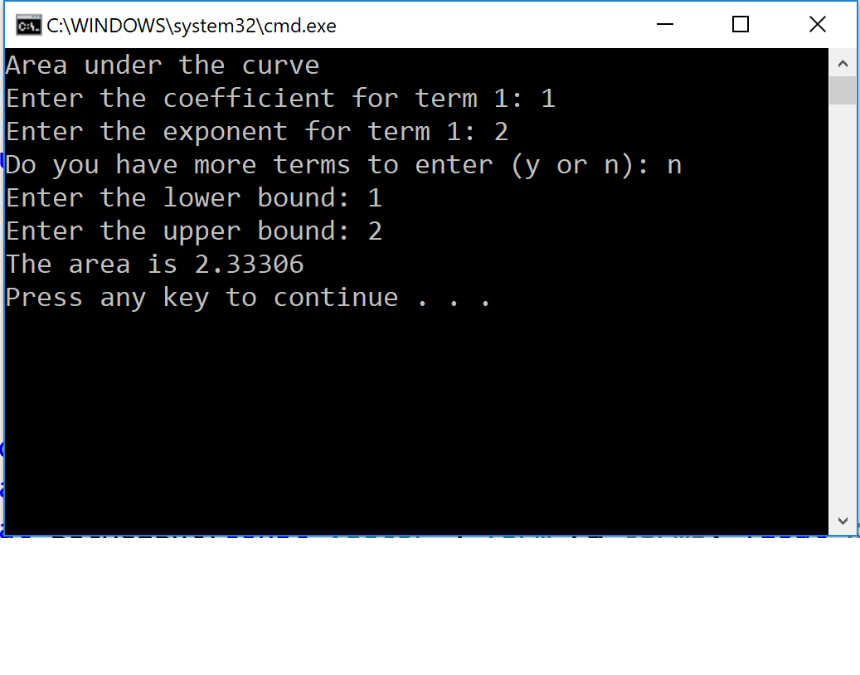 C:\WINDOWS\system32\cmd.exe
Area under the curve
Enter the coefficient for term 1: 1
Enter the exponent for term 1: 2
Do you have more terms to enter (y or n): n
Enter the lower bound: 1
Enter the upper bound: 2
The area is 2.33306
Press any key to continue . . .